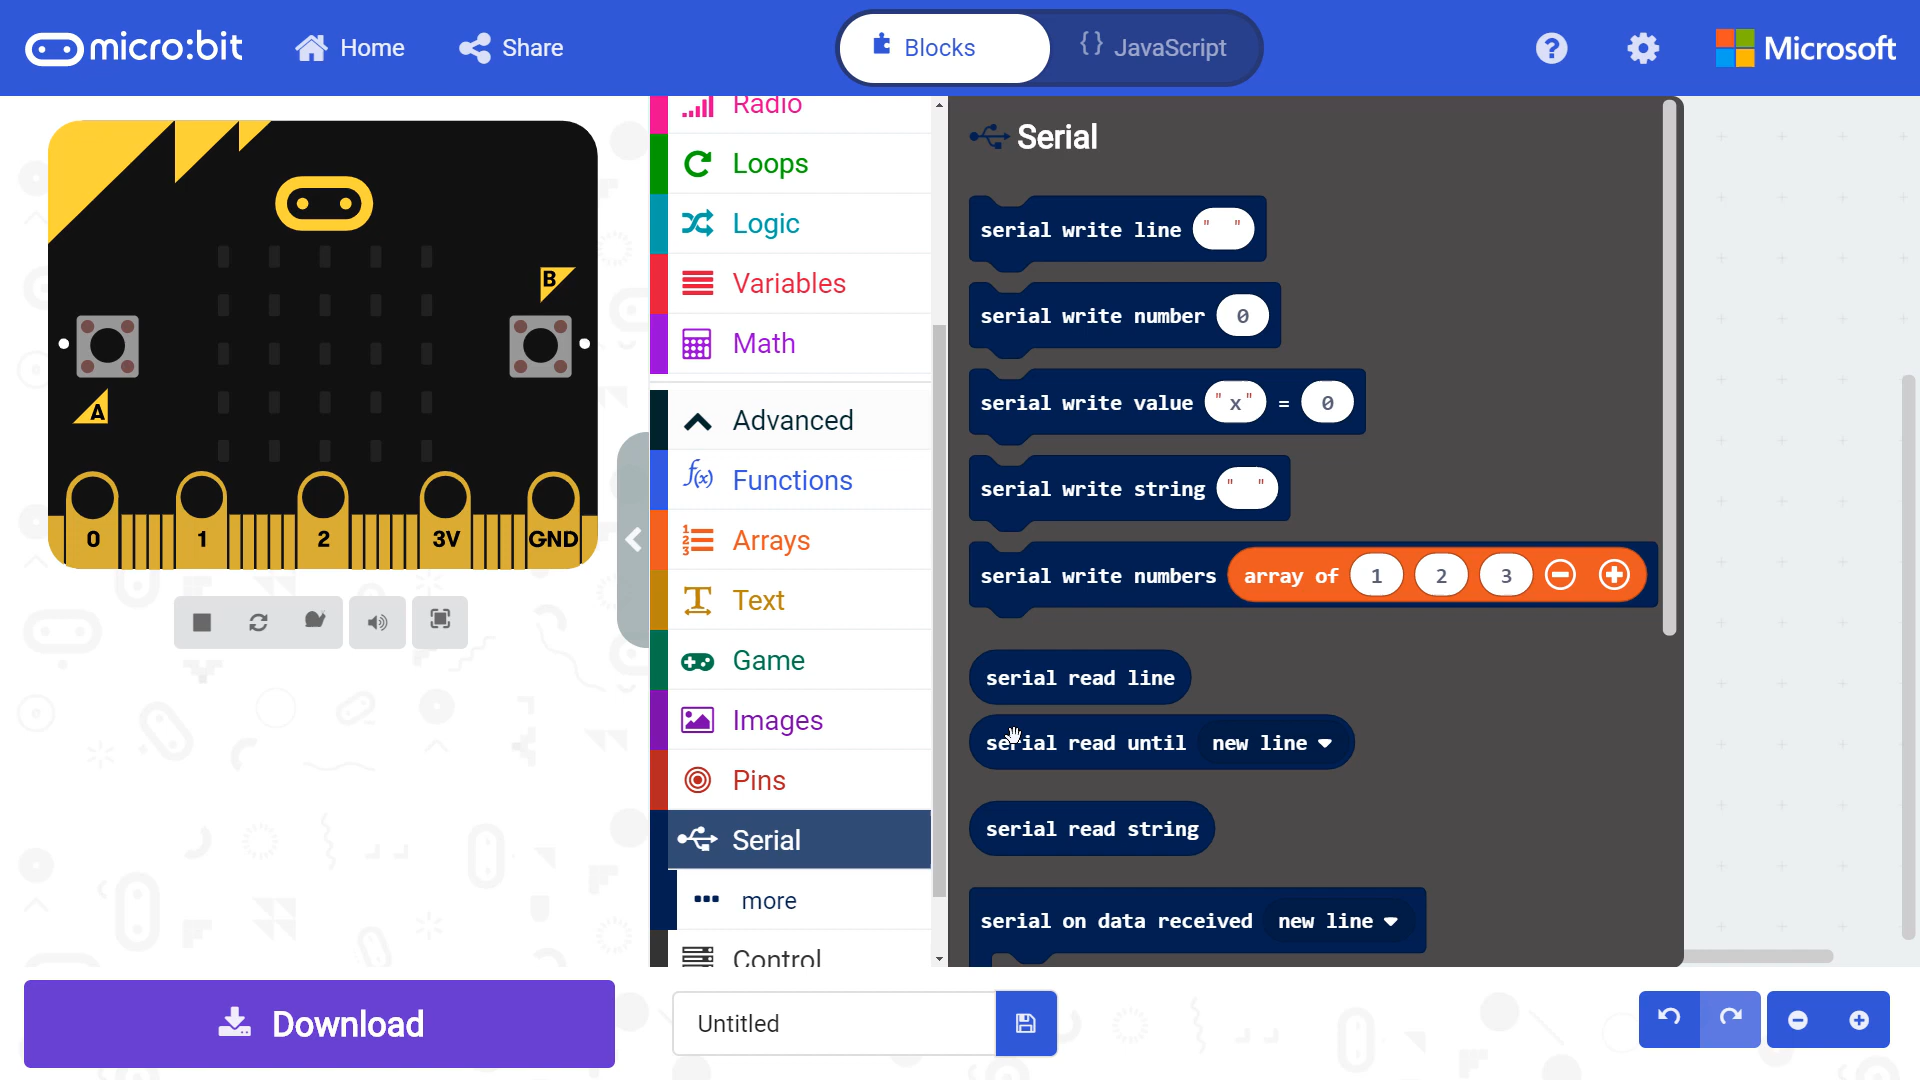 micro:bit
Home
Share
Blocks
{ } JavaScript
?
Microsoft
B
A
0 1 2 3V GND
Download
Radio
Loops
Logic
Variables
Math
Advanced
f(x) Functions
Arrays
Text
Game
Images
Pins
Serial
more
Control
Serial
serial write line " "
serial write number 0
serial write value "x" = 0
serial write string " "
serial write numbers array of 1 2 3
serial read line
serial read until new line
serial read string
serial on data received new line
Untitled